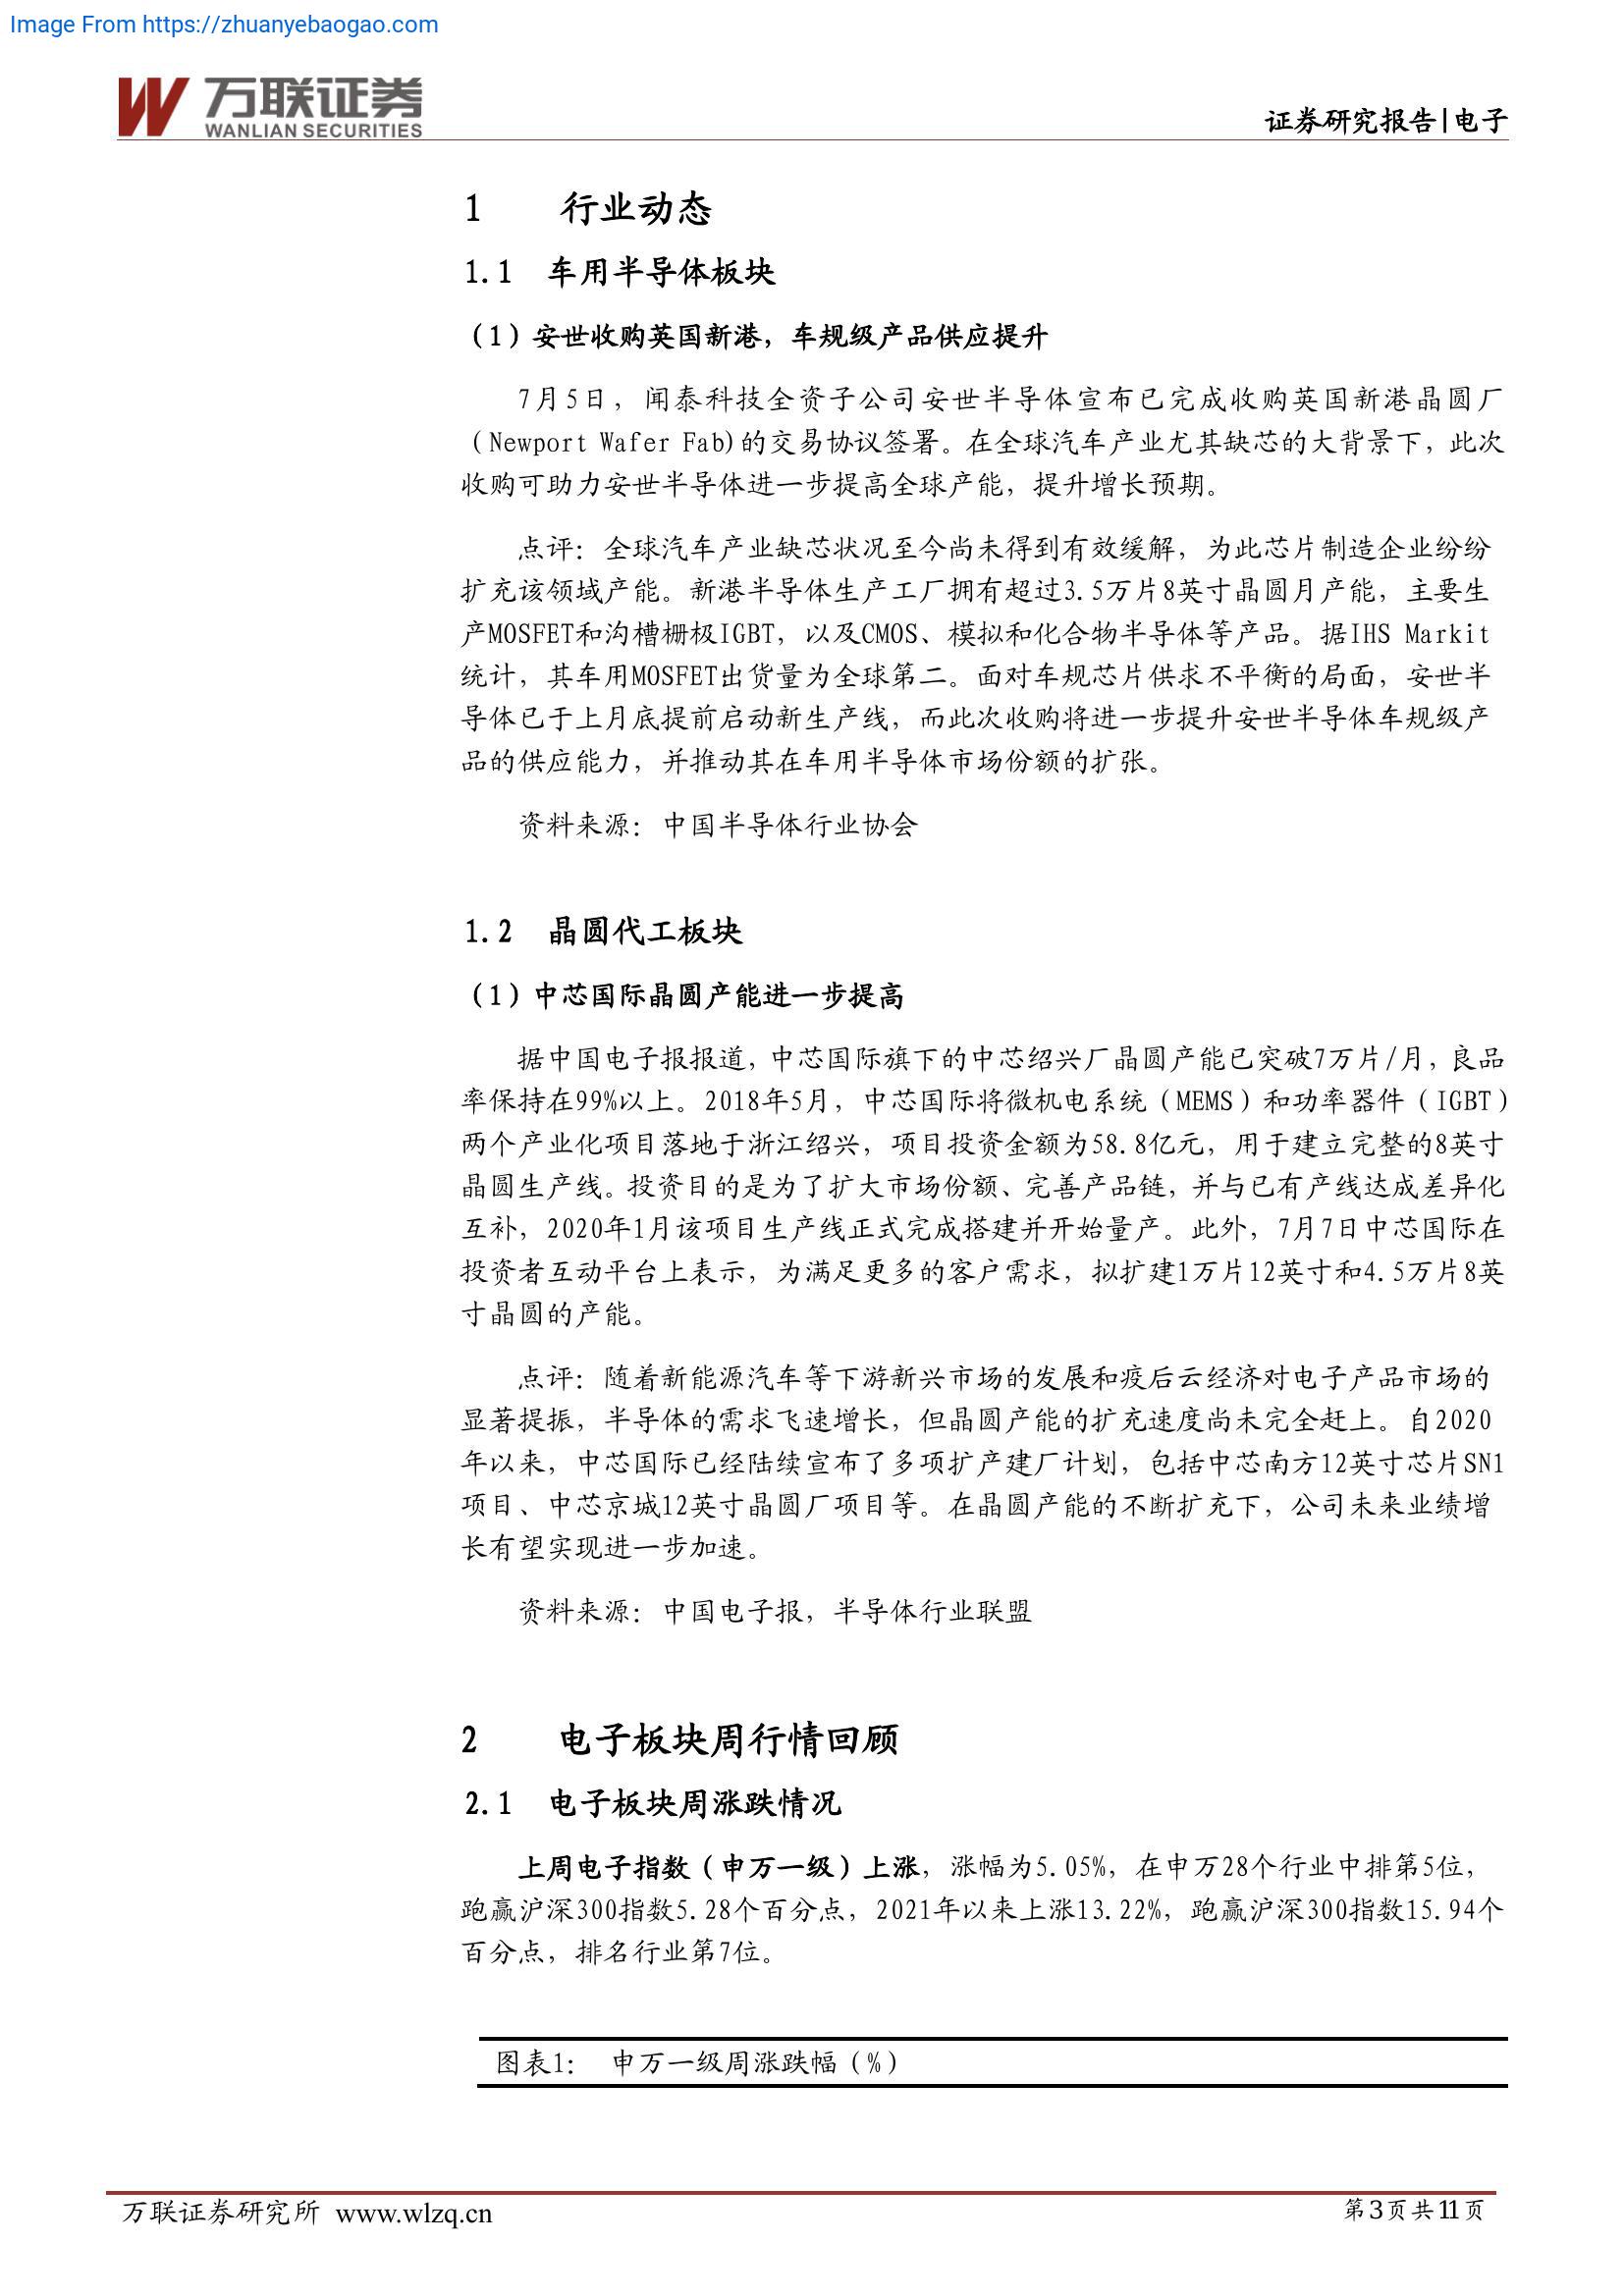 Image From https://zhuanyebaogao.com
万联证券
WANLIAN SECURITIES
证券研究报告|电子
1 行业动态
1.1 车用半导体板块
（1）安世收购英国新港，车规级产品供应提升
7月5日，闻泰科技全资子公司安世半导体宣布已完成收购英国新港晶圆厂
（Newport Wafer Fab)的交易协议签署。在全球汽车产业尤其缺芯的大背景下，此次
收购可助力安世半导体进一步提高全球产能，提升增长预期。
点评：全球汽车产业缺芯状况至今尚未得到有效缓解，为此芯片制造企业纷纷
扩充该领域产能。新港半导体生产工厂拥有超过3.5万片8英寸晶圆月产能，主要生
产MOSFET和沟槽栅极IGBT，以及CMOS、模拟和化合物半导体等产品。据IHS Markit
统计，其车用MOSFET出货量为全球第二。面对车规芯片供求不平衡的局面，安世半
导体已于上月底提前启动新生产线，而此次收购将进一步提升安世半导体车规级产
品的供应能力，并推动其在车用半导体市场份额的扩张。
资料来源：中国半导体行业协会
1.2 晶圆代工板块
（1）中芯国际晶圆产能进一步提高
据中国电子报报道，中芯国际旗下的中芯绍兴厂晶圆产能已突破7万片/月，良品
率保持在99%以上。2018年5月，中芯国际将微机电系统（MEMS）和功率器件（IGBT）
两个产业化项目落地于浙江绍兴，项目投资金额为58.8亿元，用于建立完整的8英寸
晶圆生产线。投资目的是为了扩大市场份额、完善产品链，并与已有产线达成差异化
互补，2020年1月该项目生产线正式完成搭建并开始量产。此外，7月7日中芯国际在
投资者互动平台上表示，为满足更多的客户需求，拟扩建1万片12英寸和4.5万片8英
寸晶圆的产能。
点评：随着新能源汽车等下游新兴市场的发展和疫后云经济对电子产品市场的
显著提振，半导体的需求飞速增长，但晶圆产能的扩充速度尚未完全赶上。自2020
年以来，中芯国际已经陆续宣布了多项扩产建厂计划，包括中芯南方12英寸芯片SN1
项目、中芯京城12英寸晶圆厂项目等。在晶圆产能的不断扩充下，公司未来业绩增
长有望实现进一步加速。
资料来源：中国电子报，半导体行业联盟
2 电子板块周行情回顾
2.1 电子板块周涨跌情况
上周电子指数（申万一级）上涨，涨幅为5.05%，在申万28个行业中排第5位，
跑赢沪深300指数5.28个百分点，2021年以来上涨13.22%，跑赢沪深300指数15.94个
百分点，排名行业第7位。
图表1： 申万一级周涨跌幅（%）
万联证券研究所 www.wlzq.cn
第3页共11页